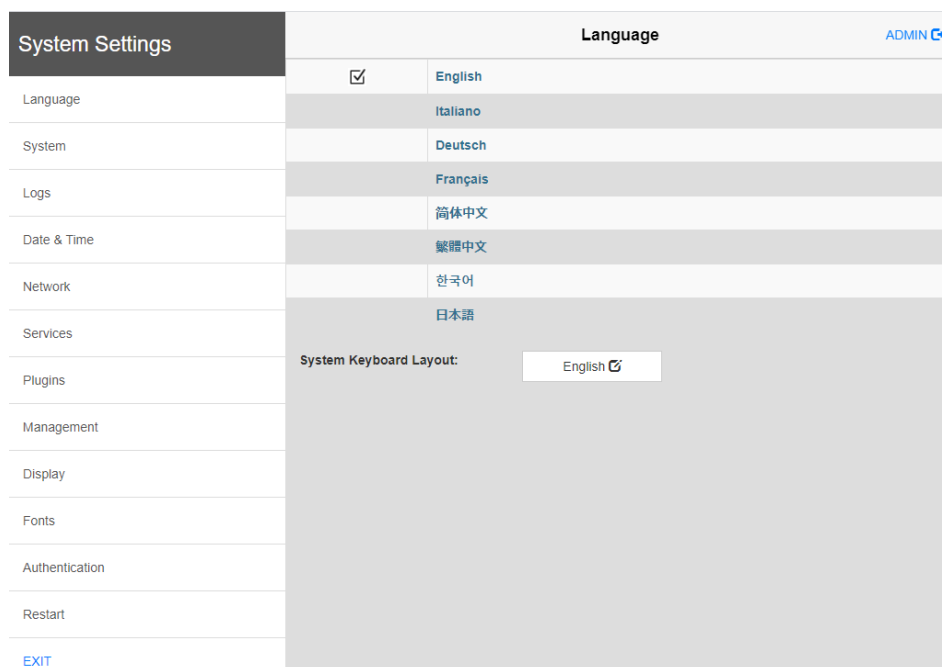 System Settings
Language
System
Logs
Date & Time
Network
Services
Plugins
Management
Display
Fonts
Authentication
Restart
EXIT
Language
ADMIN
English
Italiano
Deutsch
Français
简体中文
繁體中文
한국어
日本語
System Keyboard Layout:
English